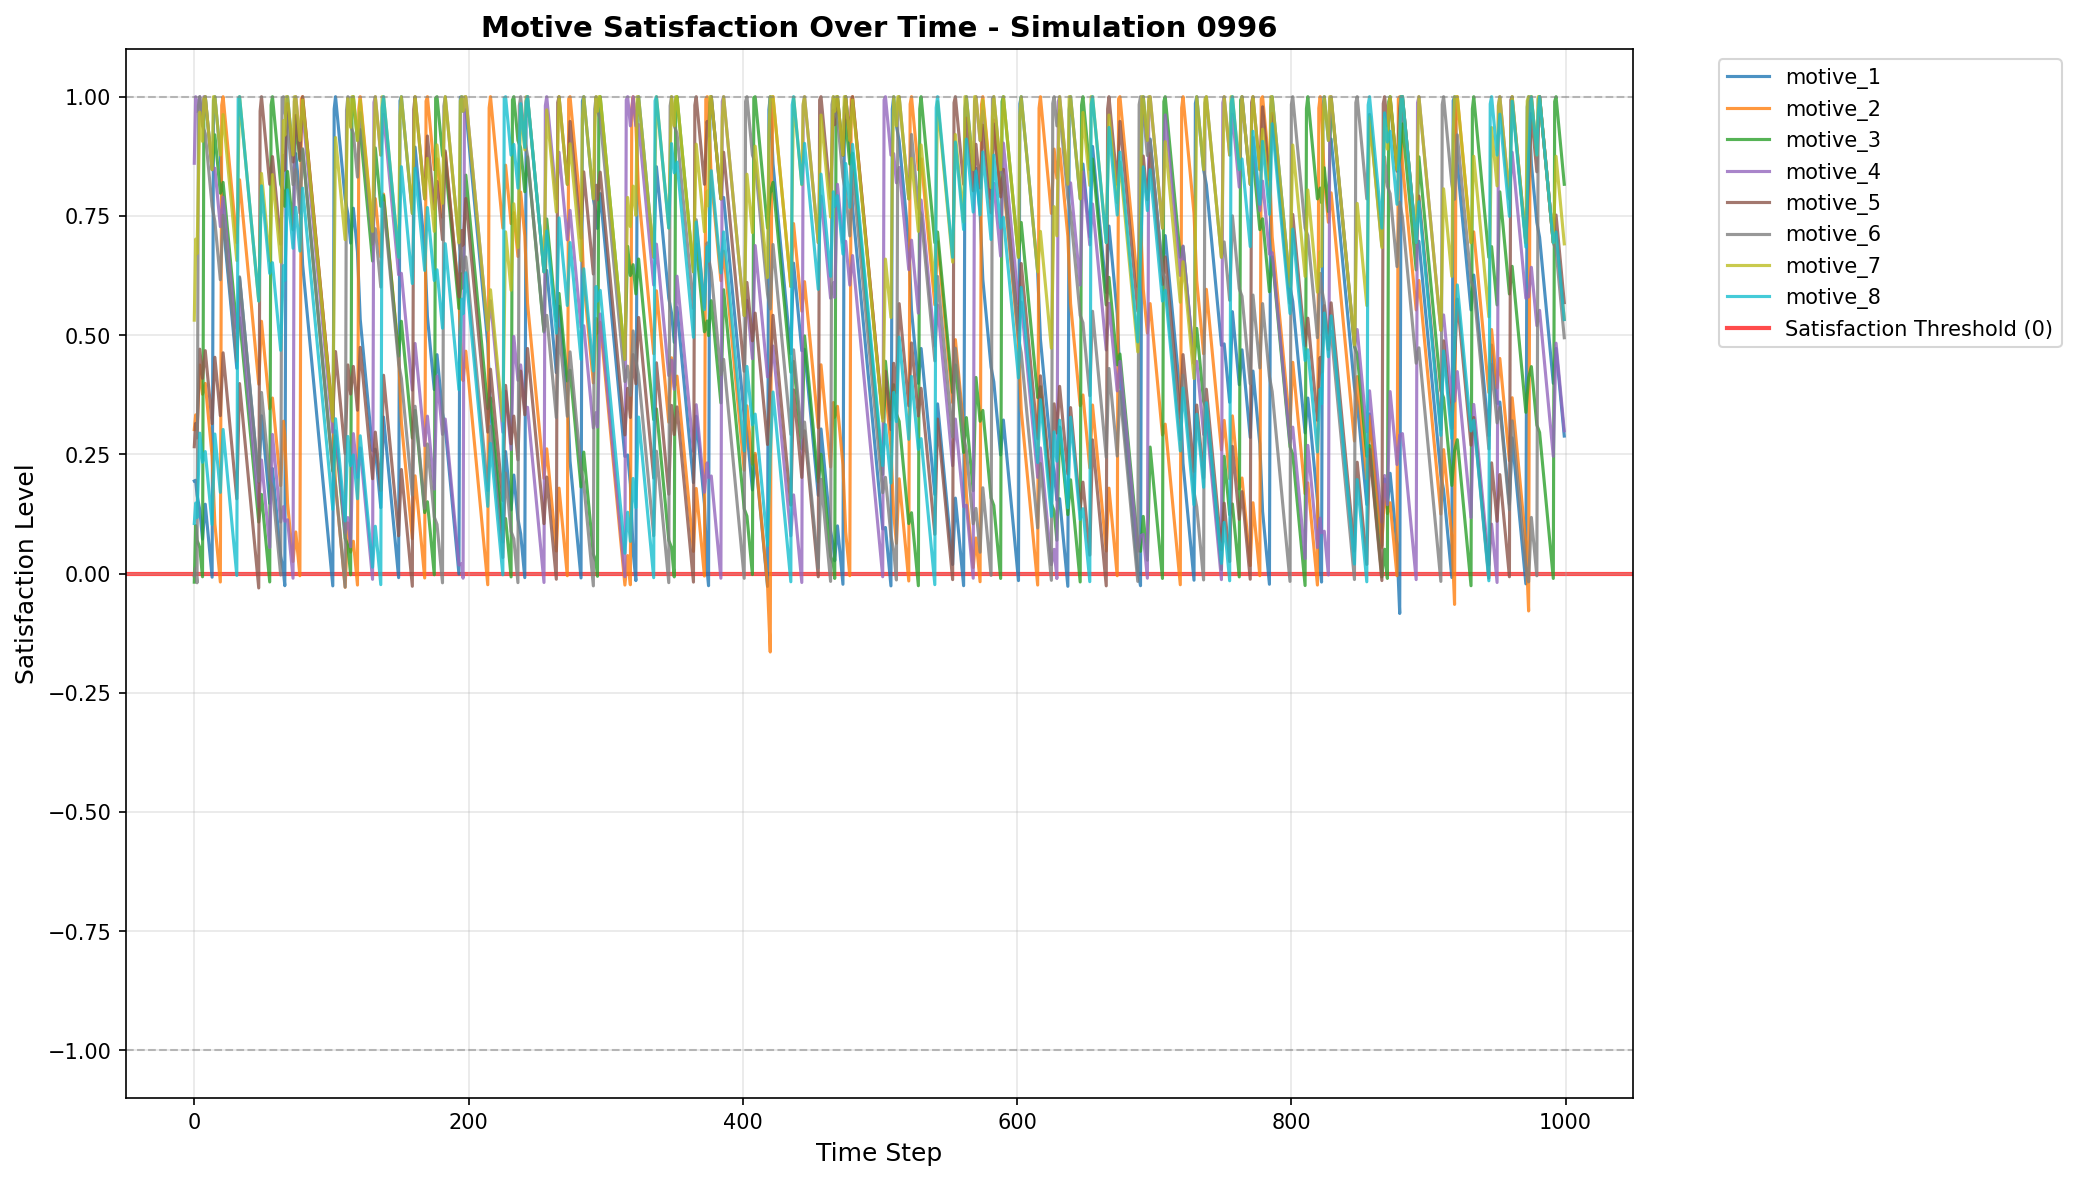 Motive Satisfaction Over Time - Simulation 0996
Satisfaction Level
1.00
0.75
0.50
0.25
0.00
−0.25
−0.50
−0.75
−1.00
0
200
400
600
800
1000
Time Step
motive_1
motive_2
motive_3
motive_4
motive_5
motive_6
motive_7
motive_8
Satisfaction Threshold (0)